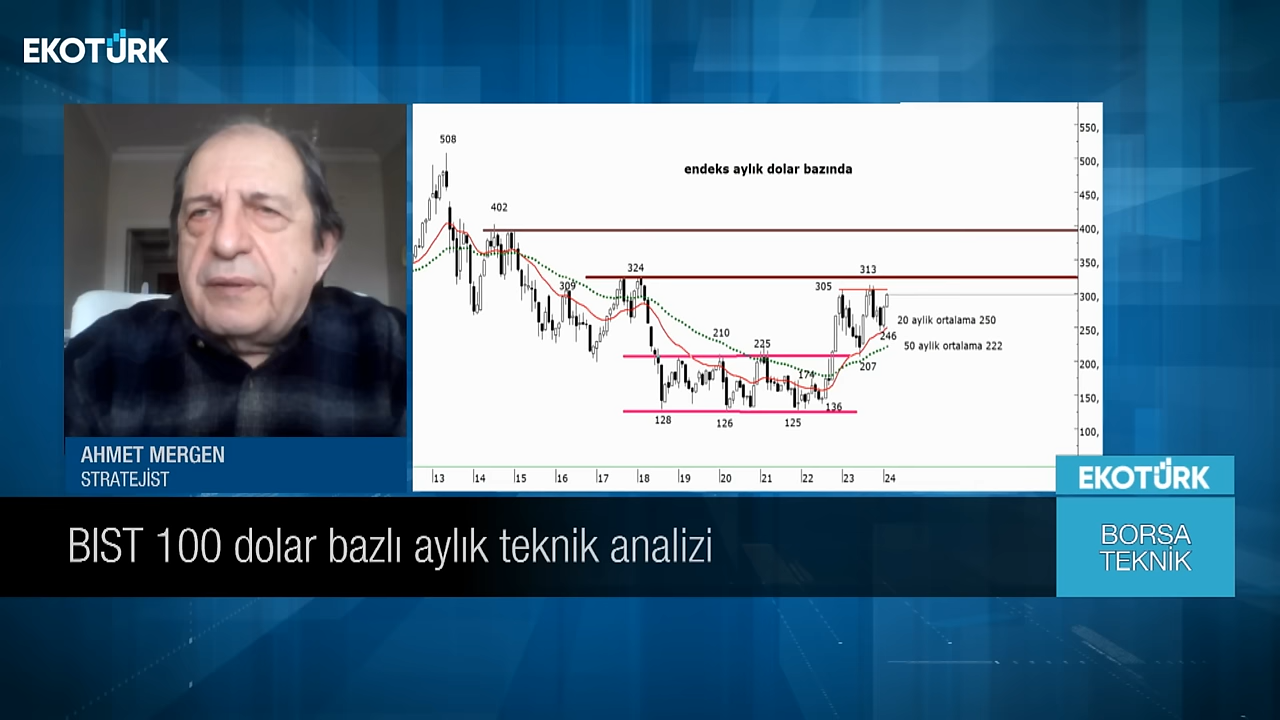 EKOTÜRK
508
endeks aylık dolar bazında
402
324
309
305
313
210
225
174
136
128
126
125
207
246
20 aylik ortalama 250
50 aylik ortalama 222
550,
500,
450,
400,
350,
300,
250,
200,
150,
100,
13 14 15 16 17 18 19 20 21 22 23 24
AHMET MERGEN
STRATEJİST
BIST 100 dolar bazlı aylık teknik analizi
EKOTÜRK
BORSA
TEKNİK